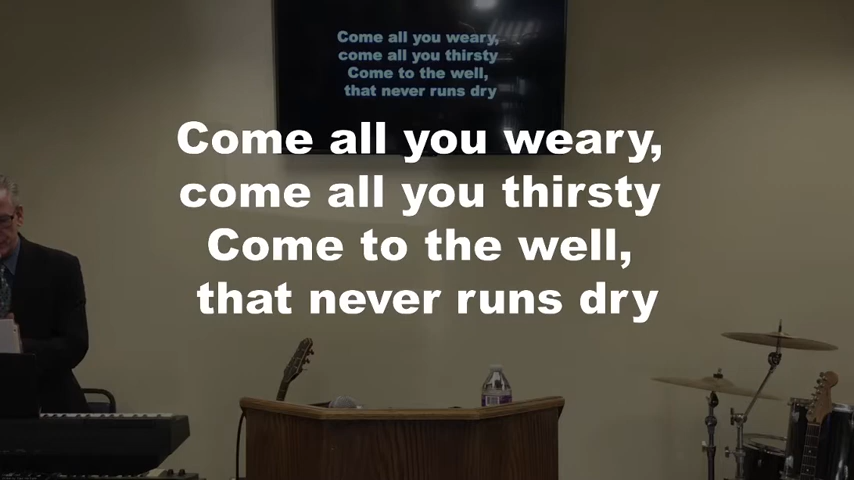 Come all you weary,
come all you thirsty
Come to the well,
that never runs dry
Come all you weary,
come all you thirsty
Come to the well,
that never runs dry